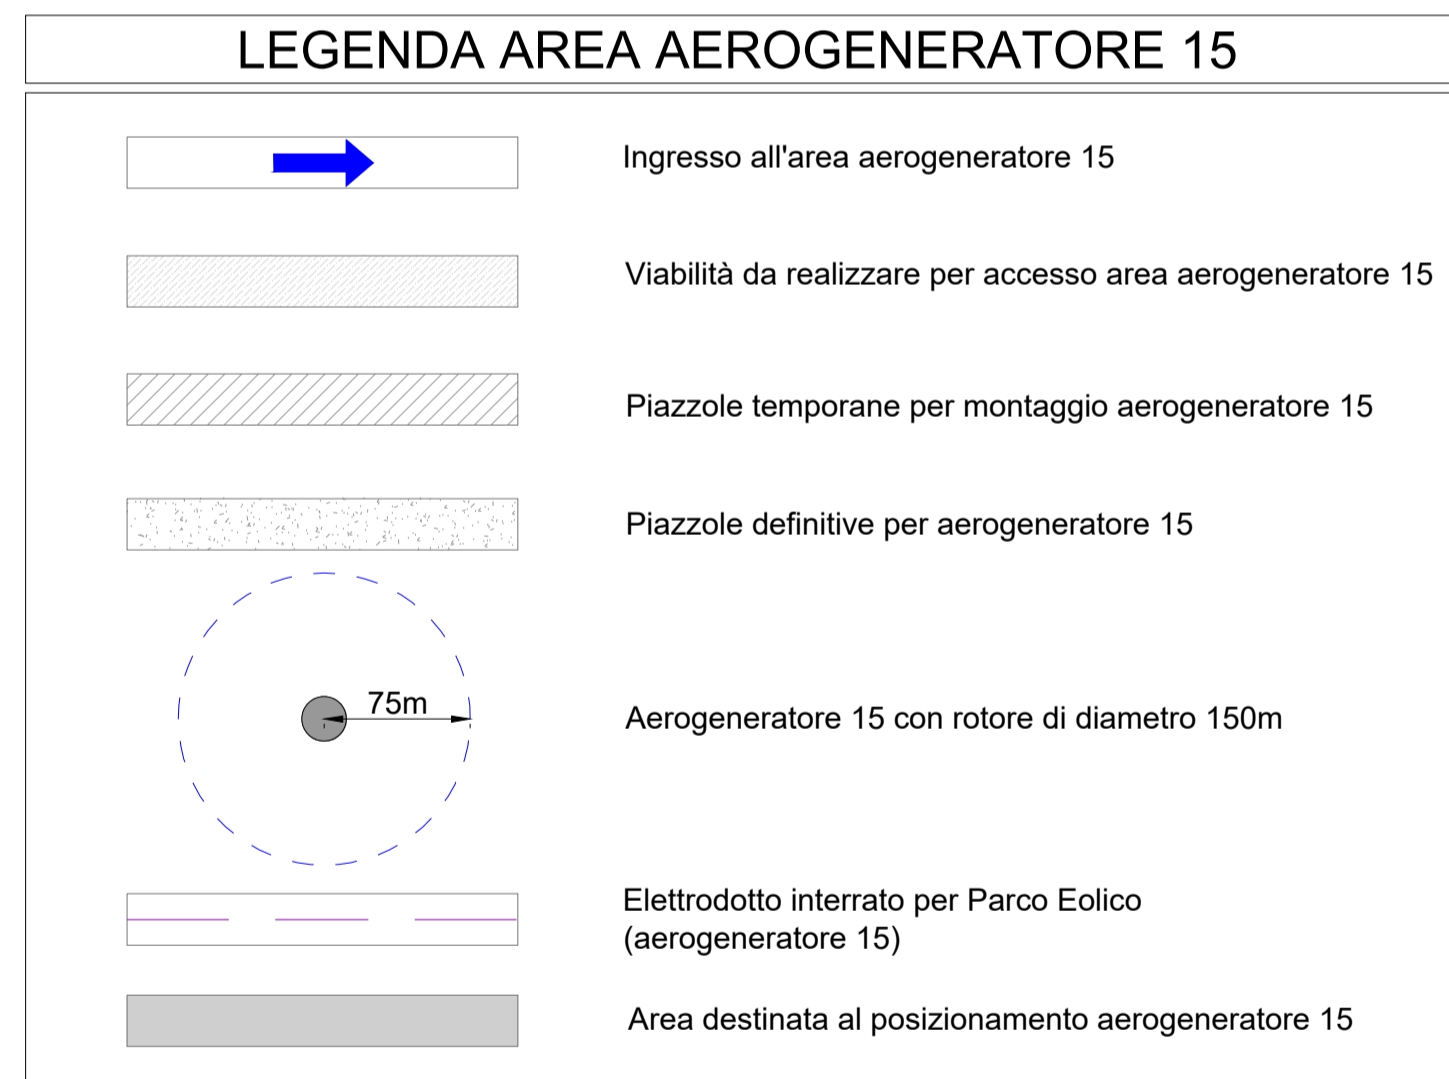 LEGENDA AREA AEROGENERATORE 15
Ingresso all'area aerogeneratore 15
Viabilità da realizzare per accesso area aerogeneratore 15
Piazzole temporane per montaggio aerogeneratore 15
Piazzole definitive per aerogeneratore 15
75m
Aerogeneratore 15 con rotore di diametro 150m
Elettrodotto interrato per Parco Eolico
(aerogeneratore 15)
Area destinata al posizionamento aerogeneratore 15